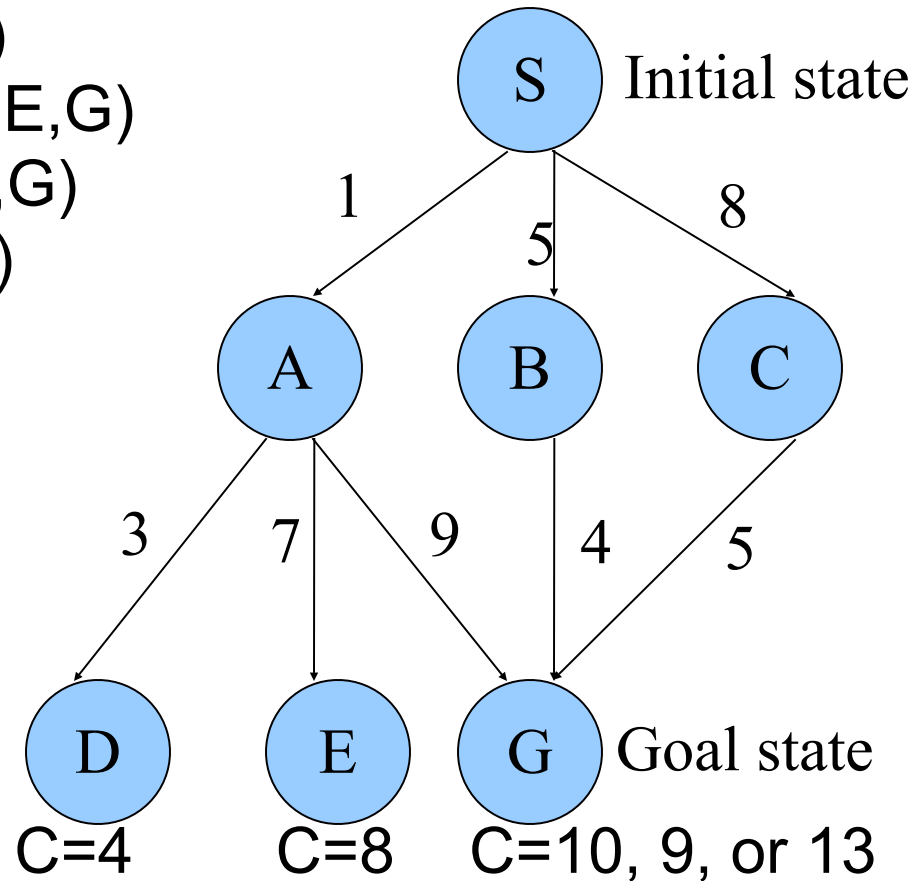 )
E,G)
,G)
)
S Initial state
1 5 8
A B C
3 7 9 4 5
D E G Goal state
C=4 C=8 C=10, 9, or 13